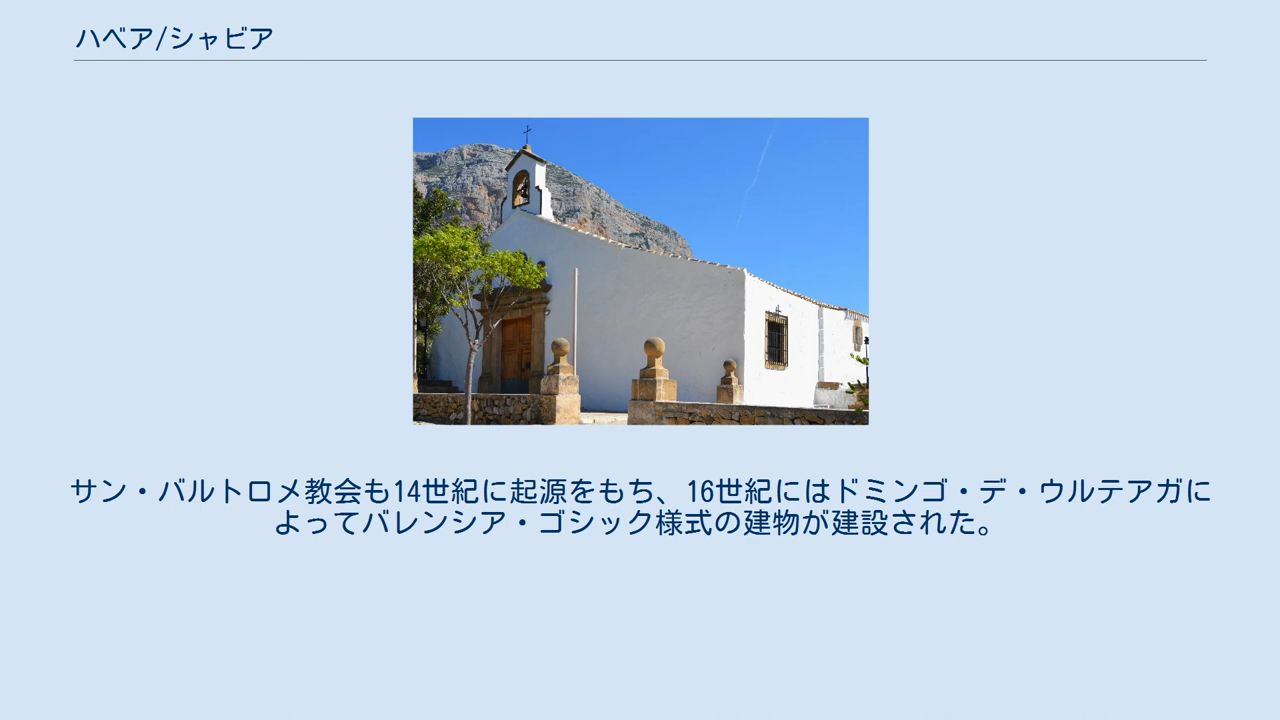 ハベア/シャビア
サン・バルトロメ教会も14世紀に起源をもち、16世紀にはドミンゴ・デ・ウルテアガに
よってバレンシア・ゴシック様式の建物が建設された。